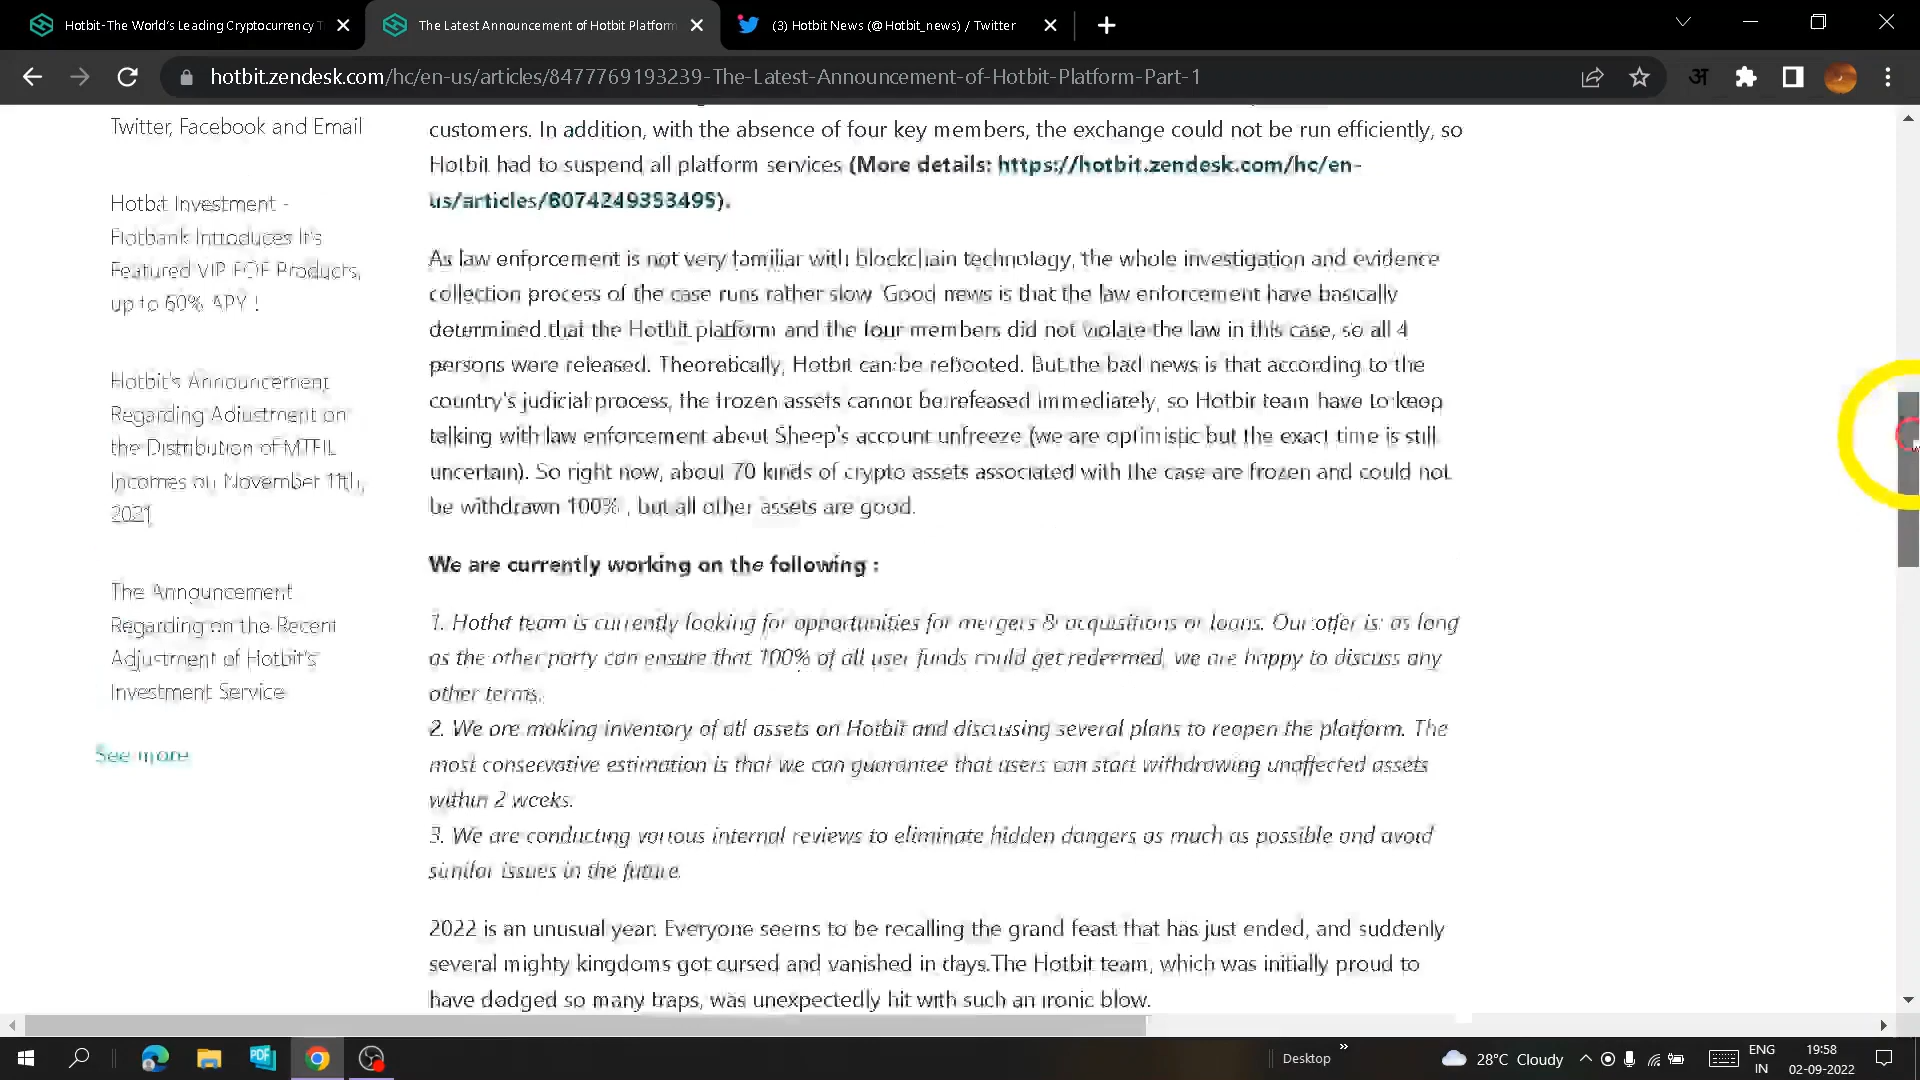 Hotbit-The World's Leading Cryptocurrency T
The Latest Announcement of Hotbit Platform
(3) Hotbit News (@Hotbit_news) / Twitter
hotbit.zendesk.com/hc/en-us/articles/8477769193239-The-Latest-Announcement-of-Hotbit-Platform-Part-1
अ
Twitter, Facebook and Email
Hotbit Investment -
Hotbank Introduces It's
Featured VIP FOF Products,
up to 60% APY !
Hotbit's Announcement
Regarding Adjustment on
the Distribution of MTFIL
Incomes on November 11th,
2021
The Announcement
Regarding on the Recent
Adjustment of Hotbit's
Investment Service
See more
customers. In addition, with the absence of four key members, the exchange could not be run efficiently, so
Hotbit had to suspend all platform services (More details: https://hotbit.zendesk.com/hc/en-
us/articles/8074249353495).
As law enforcement is not very familiar with blockchain technology, the whole investigation and evidence
collection process of the case runs rather slow. Good news is that the law enforcement have basically
determined that the Hotbit platform and the four members did not violate the law in this case, so all 4
persons were released. Theoretically, Hotbit can be rebooted. But the bad news is that according to the
country's judicial process, the frozen assets cannot be released immediately, so Hotbit team have to keep
talking with law enforcement about Sheep's account unfreeze (we are optimistic but the exact time is still
uncertain). So right now, about 70 kinds of crypto assets associated with the case are frozen and could not
be withdrawn 100% , but all other assets are good.
We are currently working on the following :
1. Hotbit team is currently looking for opportunities for mergers & acquisitions or loans. Our offer is: as long
as the other party can ensure that 100% of all user funds could get redeemed, we are happy to discuss any
other terms.
2. We are making inventory of all assets on Hotbit and discussing several plans to reopen the platform. The
most conservative estimation is that we can guarantee that users can start withdrawing unaffected assets
within 2 weeks.
3. We are conducting various internal reviews to eliminate hidden dangers as much as possible and avoid
similar issues in the future.
2022 is an unusual year. Everyone seems to be recalling the grand feast that has just ended, and suddenly
several mighty kingdoms got cursed and vanished in days.The Hotbit team, which was initially proud to
have dodged so many traps, was unexpectedly hit with such an ironic blow.
PDF
Desktop
28°C Cloudy
ENG
IN
19:58
02-09-2022